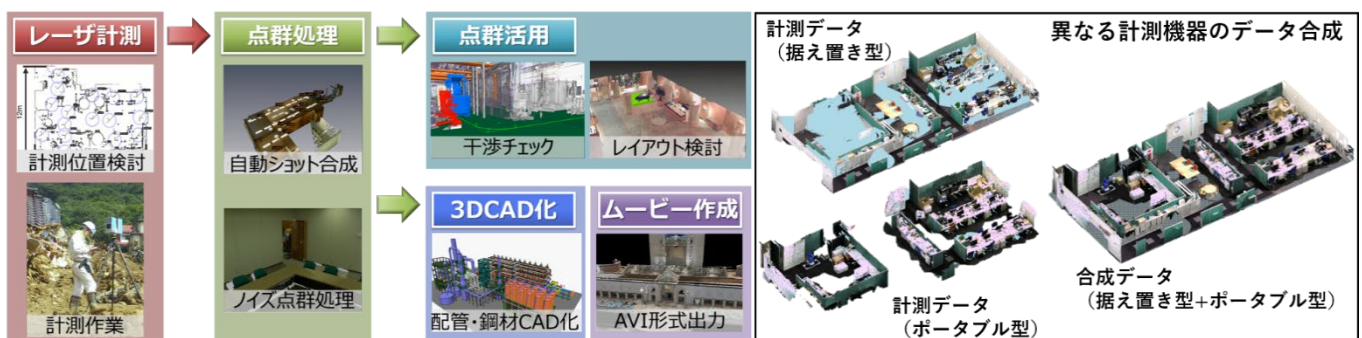 レーザ計測
12m
計測位置検討
計測作業
点群処理
自動ショット合成
ノイズ点群処理
点群活用
干渉チェック
レイアウト検討
3DCAD化
配管・鋼材CAD化
ムービー作成
AVI形式出力
異なる計測機器のデータ合成
計測データ
（据え置き型）
計測データ
（ポータブル型）
合成データ
（据え置き型+ポータブル型）